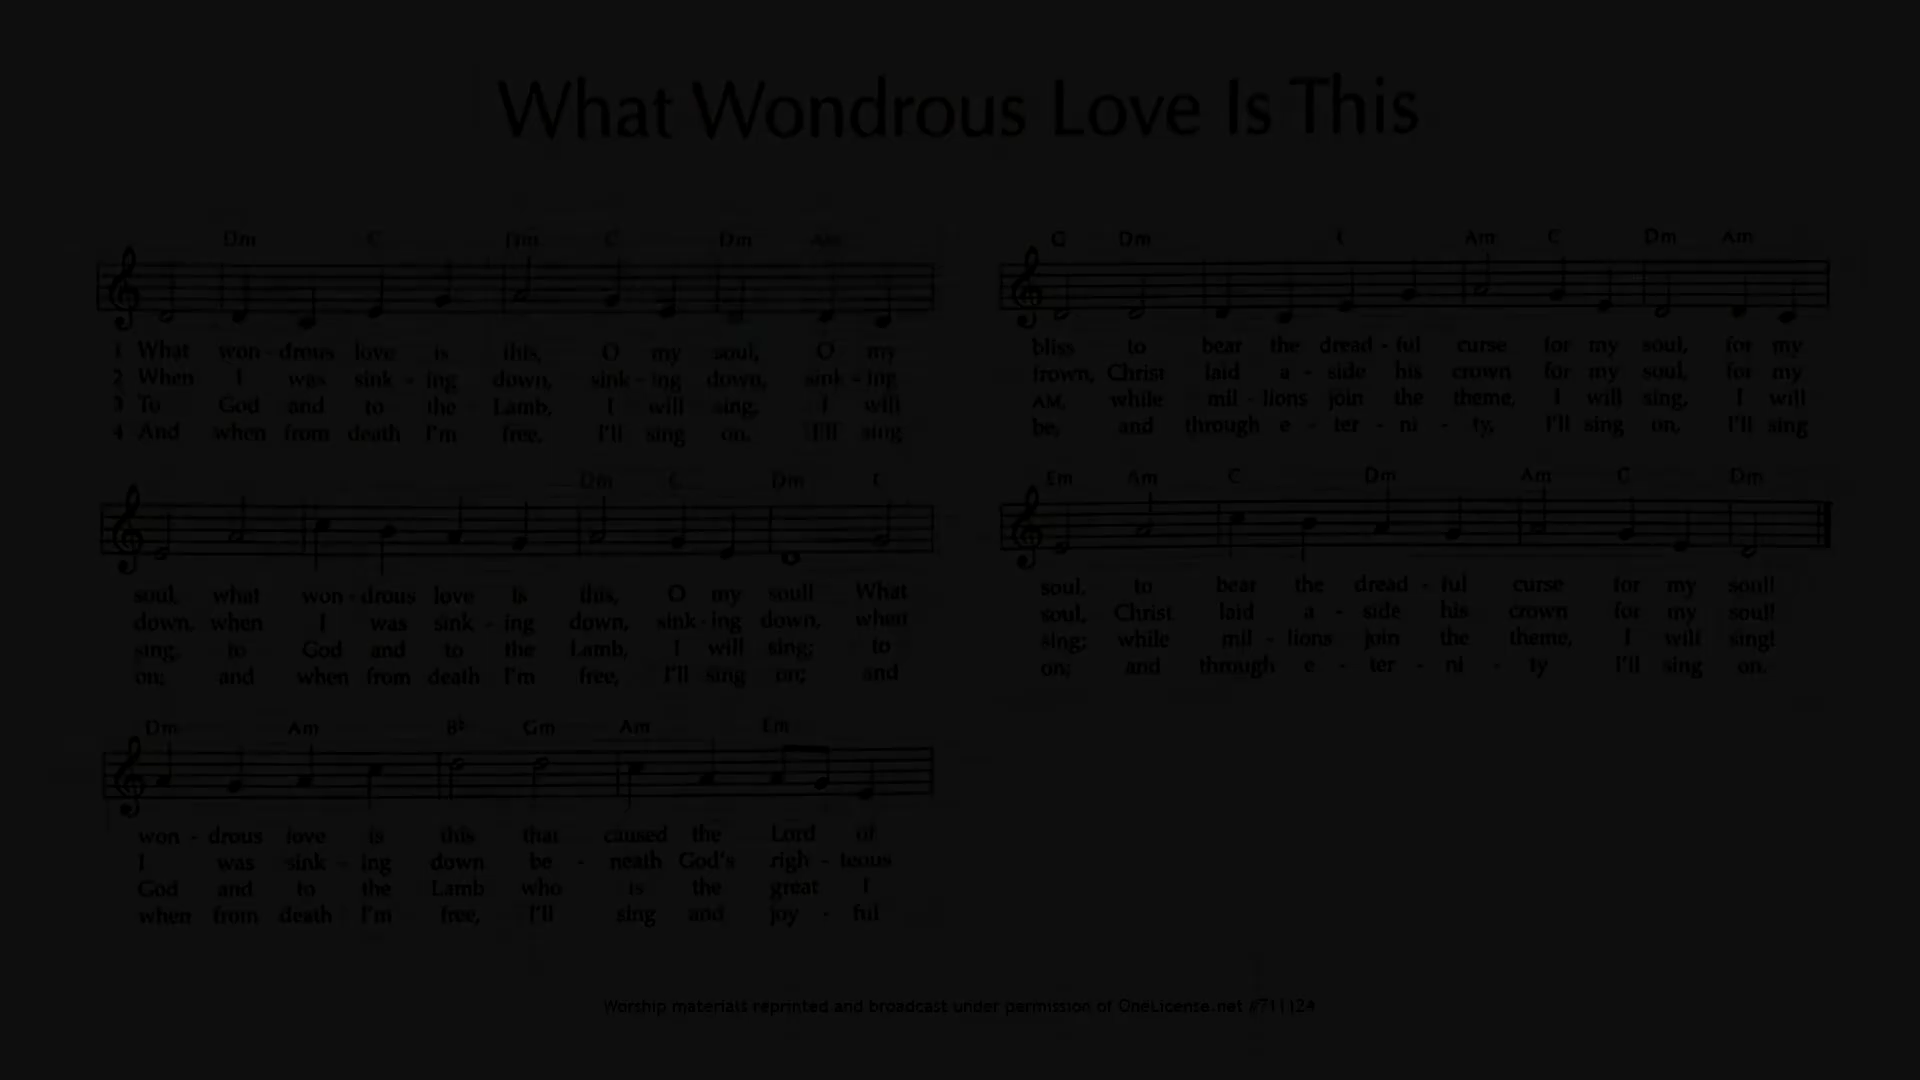 What Wondrous Love Is This
Dm C Dm C Dm Am
1 What won - drous love is this, O my soul, O my
2 When I was sink - ing down, sink - ing down, sink - ing
3 To God and to the Lamb, I will sing, I will
4 And when from death I'm free, I'll sing on, I'll sing
Dm C Dm C
soul, what won - drous love is this, O my soul! What
down, when I was sink - ing down, sink - ing down, when
sing, to God and to the Lamb, I will sing; to
on; and when from death I'm free, I'll sing on; and
Dm Am B♭ Gm Am Em
won - drous love is this that caused the Lord of
I was sink - ing down be - neath God's righ - teous
God and to the Lamb who is the great I
when from death I'm free, I'll sing and joy - ful
G Dm C Am C Dm Am
bliss to bear the dread - ful curse for my soul, for my
frown, Christ laid a - side his crown for my soul, for my
AM, while mil - lions join the theme, I will sing, I will
be, and through e - ter - ni - ty, I'll sing on, I'll sing
Em Am C Dm Am C Dm
soul, to bear the dread - ful curse for my soul!
soul, Christ laid a - side his crown for my soul!
sing; while mil - lions join the theme, I will sing!
on; and through e - ter - ni - ty I'll sing on.
Worship materials reprinted and broadcast under permission of OneLicense.net #711124